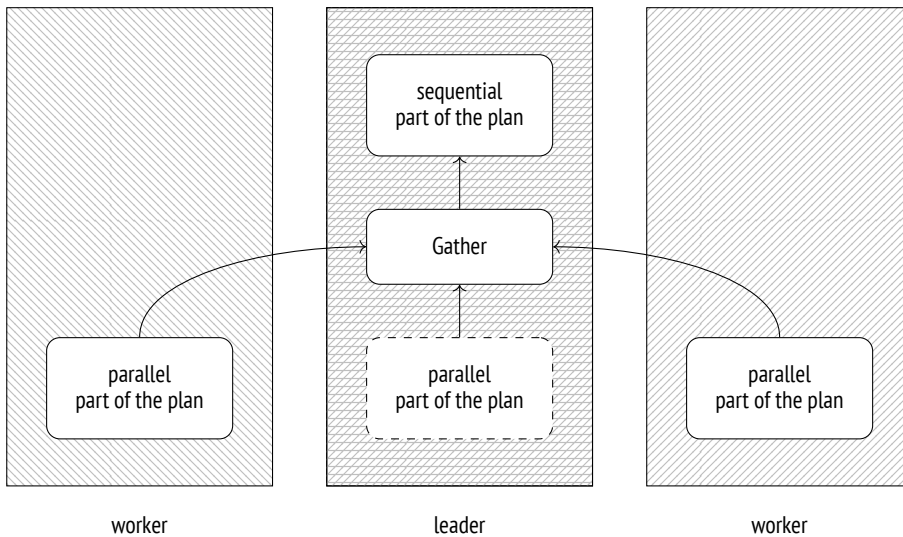 sequential
part of the plan
Gather
parallel
part of the plan
parallel
part of the plan
parallel
part of the plan
worker
leader
worker